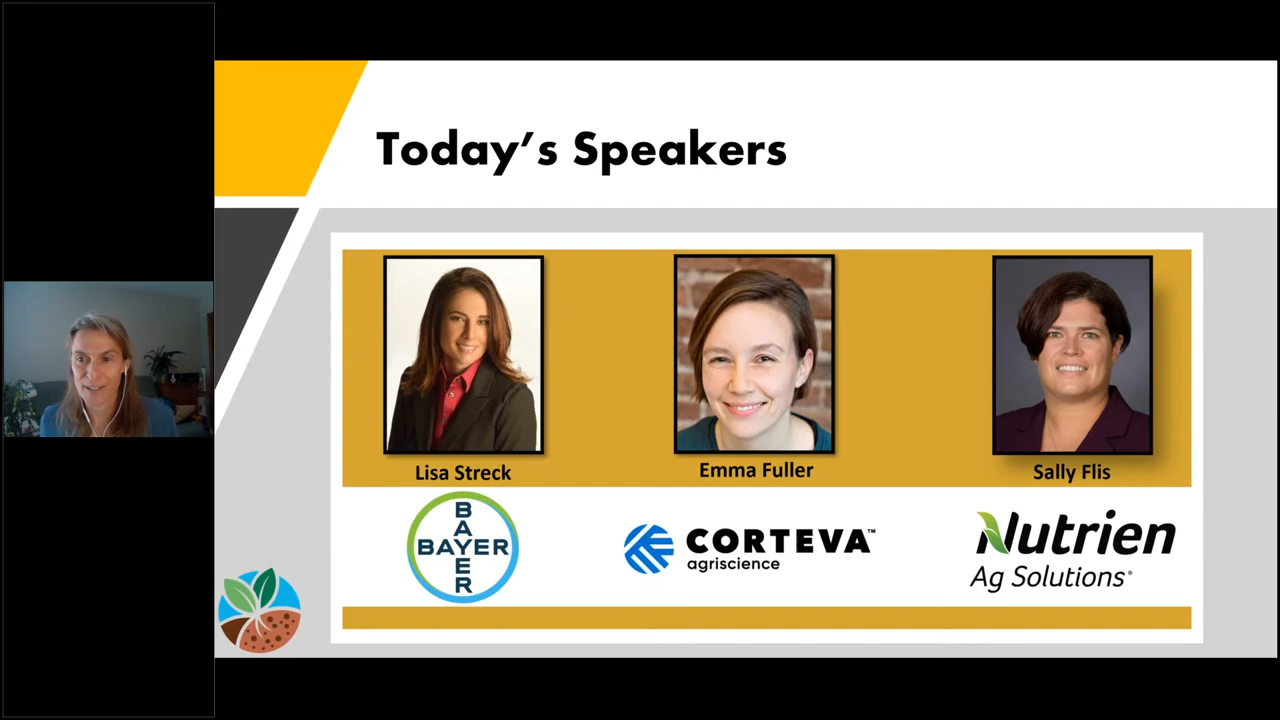 Today's Speakers
Lisa Streck
Emma Fuller
Sally Flis
BAYER
BAYER
CORTEVA™
agriscience
Nutrien
Ag Solutions®